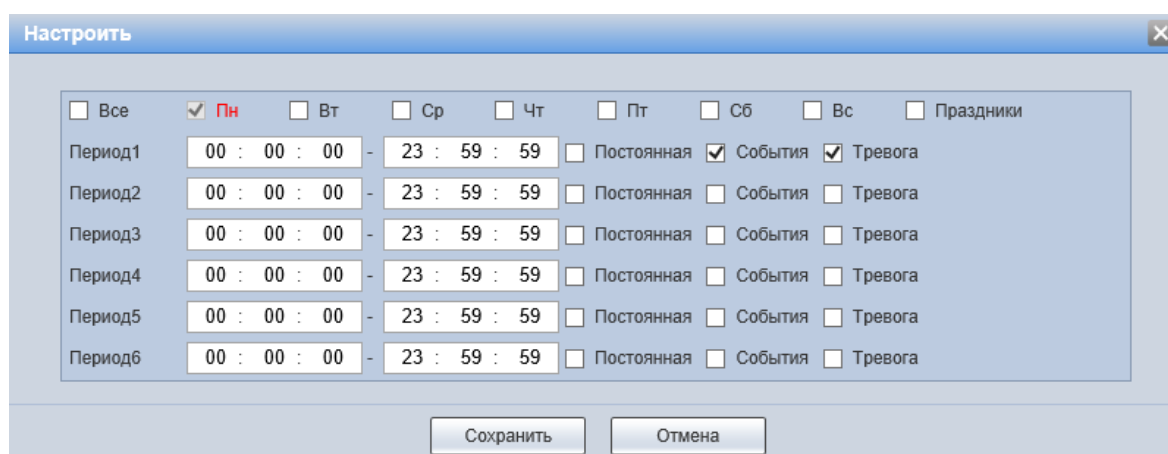 Настроить
Все Пн Вт Ср Чт Пт Сб Вс Праздники
Период1 00 : 00 : 00 - 23 : 59 : 59 Постоянная События Тревога
Период2 00 : 00 : 00 - 23 : 59 : 59 Постоянная События Тревога
Период3 00 : 00 : 00 - 23 : 59 : 59 Постоянная События Тревога
Период4 00 : 00 : 00 - 23 : 59 : 59 Постоянная События Тревога
Период5 00 : 00 : 00 - 23 : 59 : 59 Постоянная События Тревога
Период6 00 : 00 : 00 - 23 : 59 : 59 Постоянная События Тревога
Сохранить Отмена